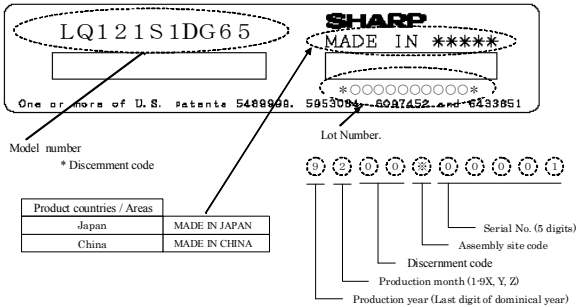 SHARP
LQ121S1DG65
MADE IN *****
*○○○○○○○○○○*
One or more of U.S. Patents 5489999. 5953084. 6097452 and 6433851
Model number
* Discernment code
Lot Number.
9 2 0 0 ※ 0 0 0 0 1
Product countries / Areas
Japan MADE IN JAPAN
China MADE IN CHINA
Serial No. (5 digits)
Assembly site code
Discernment code
Production month (1-9X, Y, Z)
Production year (Last digit of dominical year)